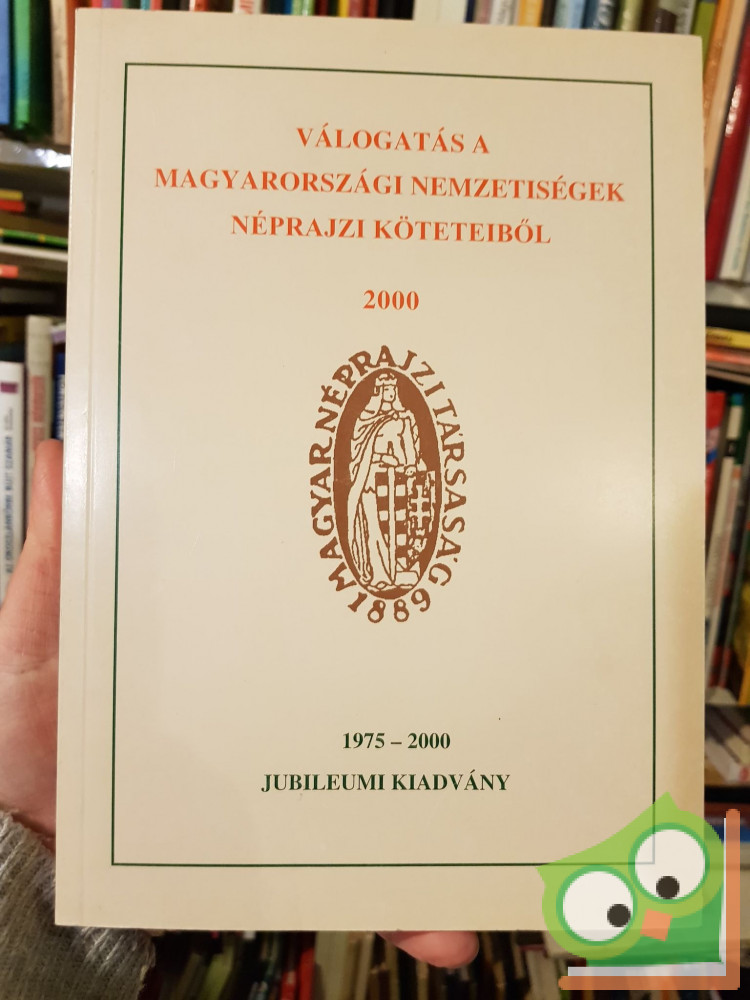 VÁLOGATÁS A
MAGYARORSZÁGI NEMZETISÉGEK
NÉPRAJZI KÖTETEIBŐL
2000
MAGYAR NÉPRAJZI TÁRSASÁG
1889
1975 – 2000
JUBILEUMI KIADVÁNY